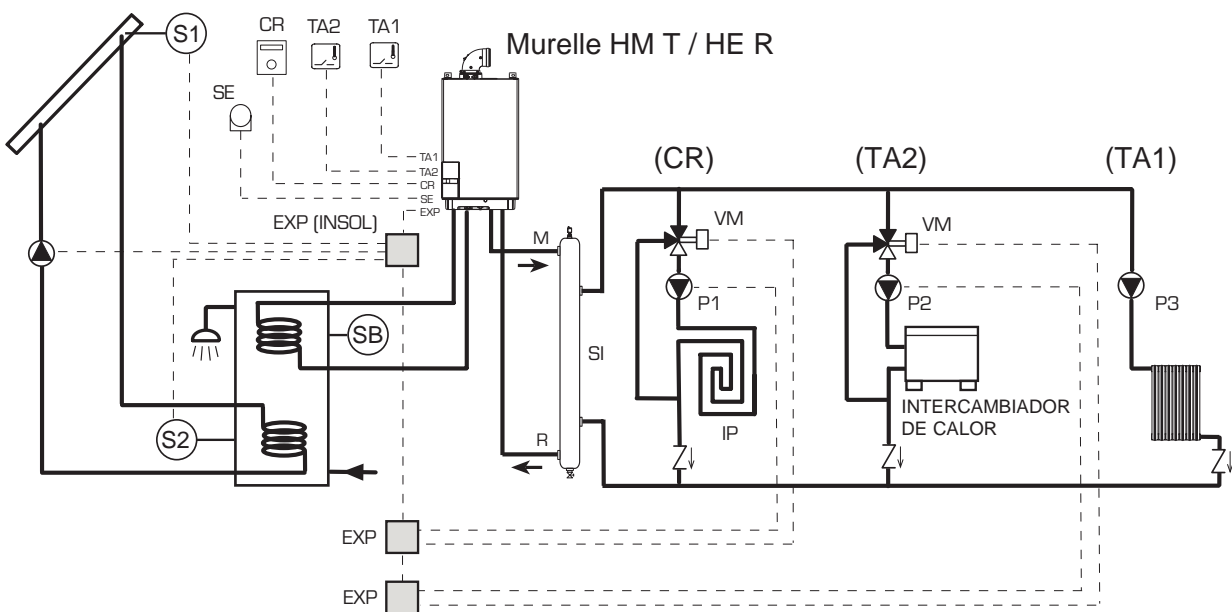 S1
CR
TA2
TA1
Murelle HM T / HE R
SE
TA1
TA2
CR
SE
EXP
EXP (INSOL)
(CR)
(TA2)
(TA1)
M
VM
VM
P1
P2
P3
SB
SI
S2
R
IP
INTERCAMBIADOR
DE CALOR
EXP
EXP